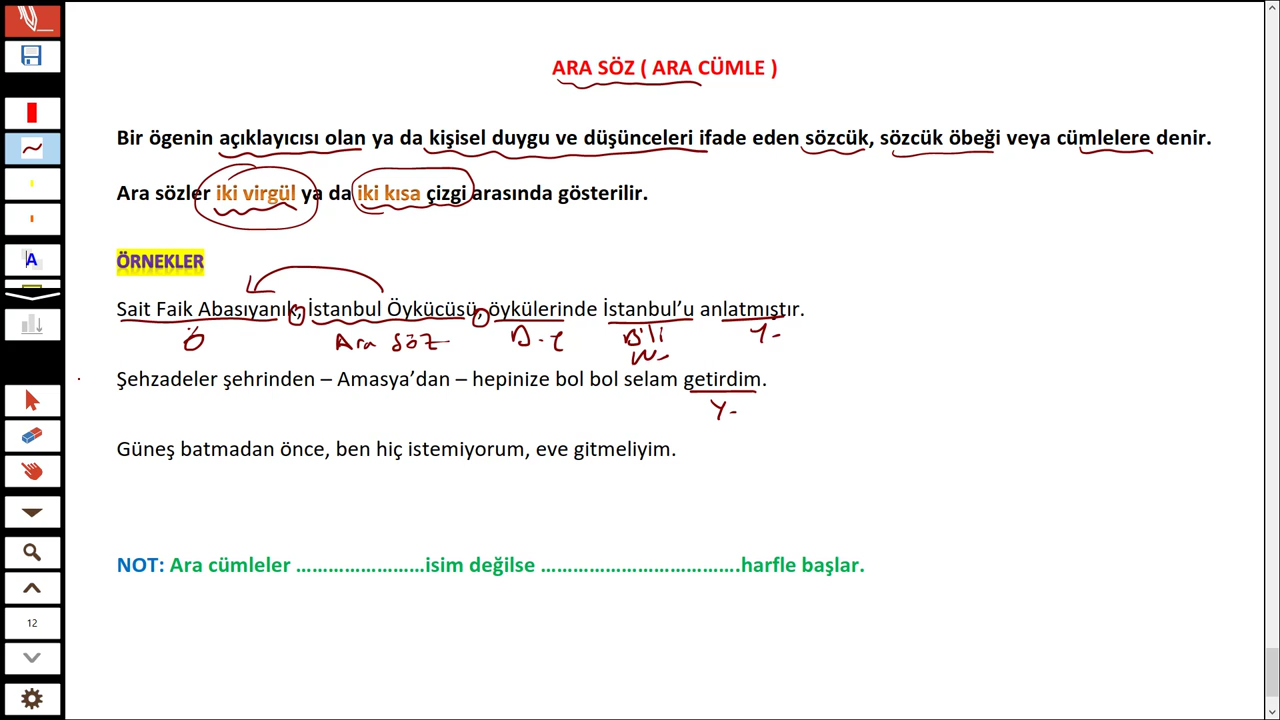 ARA SÖZ ( ARA CÜMLE )
Bir ögenin açıklayıcısı olan ya da kişisel duygu ve düşünceleri ifade eden sözcük, sözcük öbeği veya cümlelere denir.
Ara sözler iki virgül ya da iki kısa çizgi arasında gösterilir.
ÖRNEKLER
Sait Faik Abasıyanık, İstanbul Öykücüsü, öykülerinde İstanbul’u anlatmıştır.
Ö Ara söz D.T Bili Y.
N.
Şehzadeler şehrinden – Amasya’dan – hepinize bol bol selam getirdim.
Y.
Güneş batmadan önce, ben hiç istemiyorum, eve gitmeliyim.
NOT: Ara cümleler ……………………isim değilse ……………………………….harfle başlar.
A
12